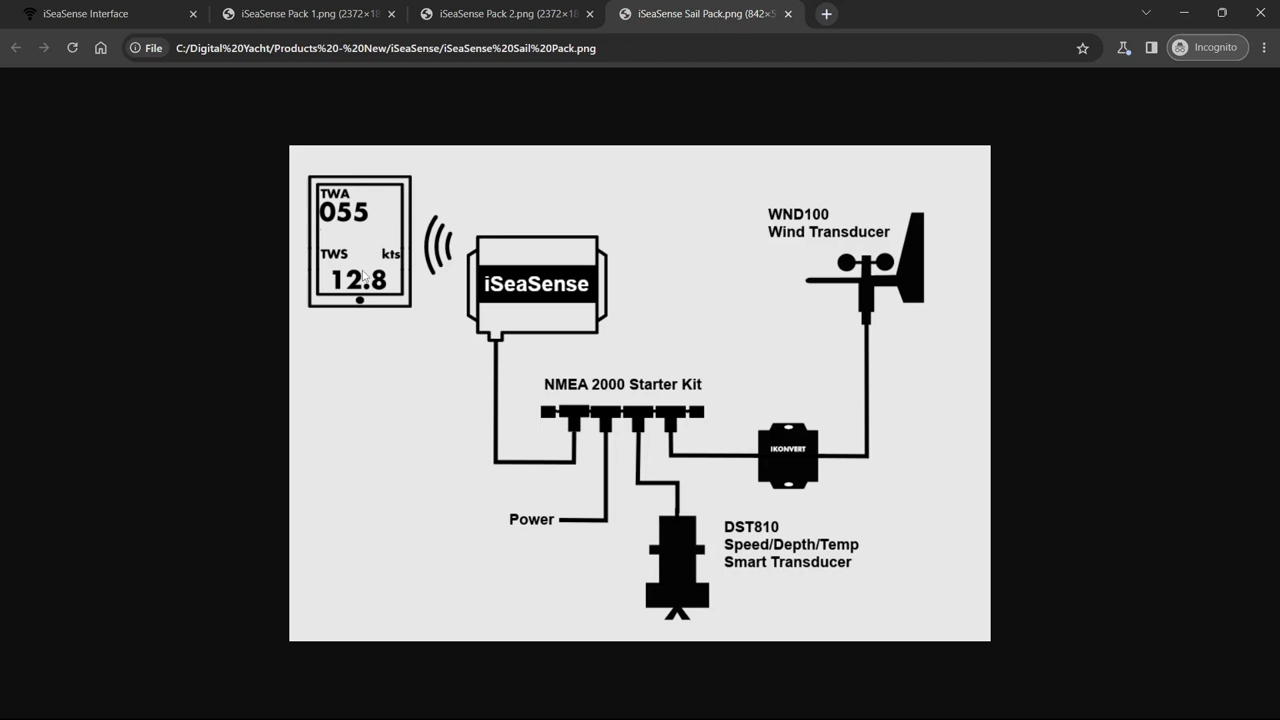 iSeaSense Interface
iSeaSense Pack 1.png (2372×18
iSeaSense Pack 2.png (2372×18
iSeaSense Sail Pack.png (842×5
File
C:/Digital%20Yacht/Products%20-%20New/iSeaSense/iSeaSense%20Sail%20Pack.png
Incognito
TWA
055
TWS kts
12.8
iSeaSense
WND100
Wind Transducer
NMEA 2000 Starter Kit
iKONVERT
Power
DST810
Speed/Depth/Temp
Smart Transducer